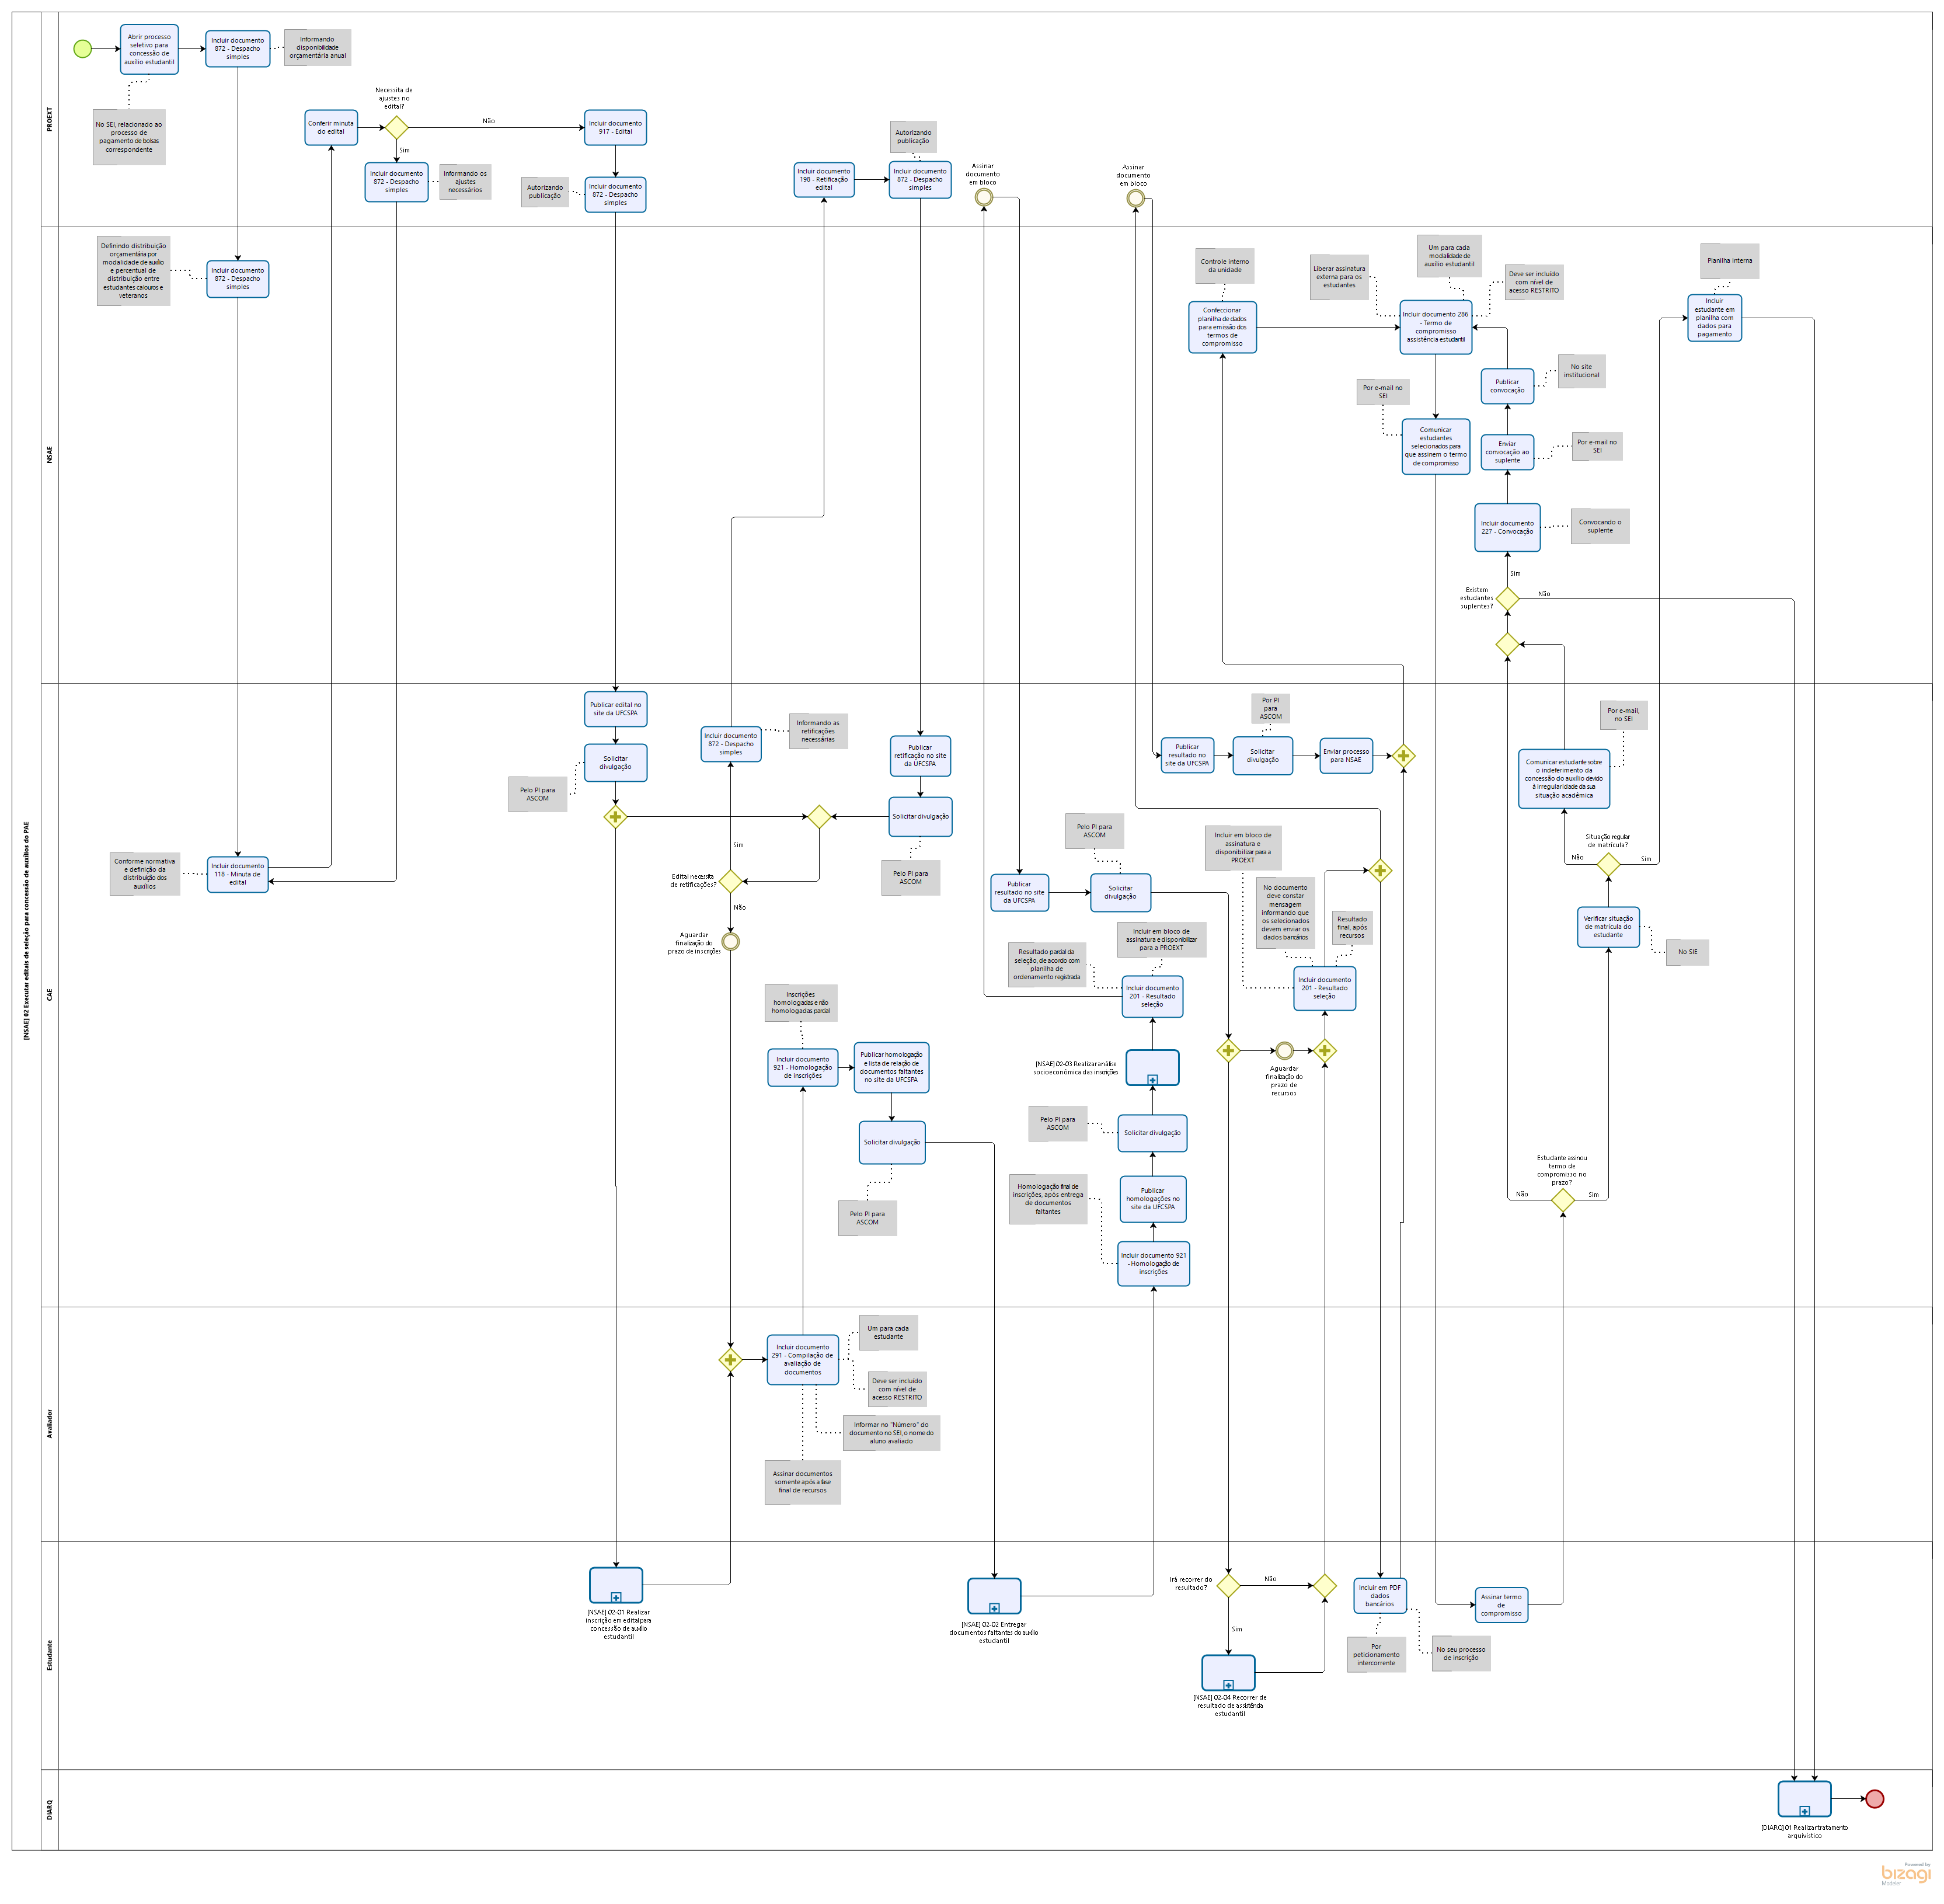 [NSAE] 02 Executar editais de seleção para concessão de auxílios do PAE
PROEXT
Abrir processo
seletivo para
concessão de
auxílio estudantil
Incluir documento
872 - Despacho
simples
Informando
disponibilidade
orçamentária anual
No SEI, relacionado ao
processo de
pagamento de bolsas
correspondente
Conferir minuta
do edital
Necessita de
ajustes no
edital?
Não
Sim
Incluir documento
872 - Despacho
simples
Informando os
ajustes
necessários
Incluir documento
917 - Edital
Autorizando
publicação
Incluir documento
872 - Despacho
simples
Incluir documento
198 - Retificação
edital
Autorizando
publicação
Incluir documento
872 - Despacho
simples
Assinar
documento
em bloco
Assinar
documento
em bloco
NSAE
Definindo distribuição
orçamentária por
modalidade de auxílio
e percentual de
distribuição entre
estudantes calouros e
veteranos
Incluir documento
872 - Despacho
simples
Controle interno
da unidade
Confeccionar
planilha de dados
para emissão dos
termos de
compromisso
Liberar assinatura
externa para os
estudantes
Um para cada
modalidade de
auxílio estudantil
Deve ser incluído
com nível de
acesso RESTRITO
Incluir documento 286
- Termo de
compromisso
assistência estudantil
Por e-mail no
SEI
Comunicar
estudantes
selecionados para
que assinem o termo
de compromisso
Publicar
convocação
No site
institucional
Enviar
convocação ao
suplente
Por e-mail no
SEI
Incluir documento
227 - Convocação
Convocando o
suplente
Sim
Existem
estudantes
suplentes?
Não
Planilha interna
Incluir
estudante em
planilha com
dados para
pagamento
CAE
Conforme normativa
e definição da
distribuição dos
auxílios
Incluir documento
118 - Minuta de
edital
Publicar edital no
site da UFCSPA
Solicitar
divulgação
Pelo PI para
ASCOM
Incluir documento
872 - Despacho
simples
Informando as
retificações
necessárias
Sim
Edital necessita
de retificações?
Não
Aguardar
finalização do
prazo de inscrições
Publicar
retificação no site
da UFCSPA
Solicitar divulgação
Pelo PI para
ASCOM
Inscrições
homologadas e não
homologadas parcial
Incluir documento
921 - Homologação
de inscrições
Publicar homologação
e lista de relação de
documentos faltantes
no site da UFCSPA
Solicitar divulgação
Pelo PI para
ASCOM
Publicar
resultado no site
da UFCSPA
Pelo PI para
ASCOM
Solicitar
divulgação
Incluir em bloco de
assinatura e disponibilizar
para a PROEXT
Resultado parcial da
seleção, de acordo com
planilha de
ordenamento registrada
Incluir documento
201 - Resultado
seleção
[NSAE] 02-03 Realizar análise
socioeconômica das inscrições
Pelo PI para
ASCOM
Solicitar divulgação
Homologação final de
inscrições, após entrega
de documentos
faltantes
Publicar
homologações no
site da UFCSPA
Incluir documento 921
- Homologação de
inscrições
Publicar
resultado no
site da UFCSPA
Por PI
para
ASCOM
Solicitar
divulgação
Enviar processo
para NSAE
Incluir em bloco de
assinatura e
disponibilizar para a
PROEXT
No documento
deve constar
mensagem
informando que
os selecionados
devem enviar os
dados bancários
Resultado
final, após
recursos
Incluir documento
201 - Resultado
seleção
Aguardar
finalização do
prazo de
recursos
Por e-mail,
no SEI
Comunicar estudante sobre
o indeferimento da
concessão do auxílio devido
à irregularidade da sua
situação acadêmica
Situação regular
de matrícula?
Não
Sim
Verificar situação
de matrícula do
estudante
No SIE
Estudante assinou
termo de
compromisso no
prazo?
Não
Sim
Avaliador
Incluir documento
291 - Compilação de
avaliação de
documentos
Um para cada
estudante
Deve ser incluído
com nível de
acesso RESTRITO
Informar no "Número" do
documento no SEI, o nome do
aluno avaliado
Assinar documentos
somente após a fase
final de recursos
Estudante
[NSAE] 02-01 Realizar
inscrição em edital para
concessão de auxílio
estudantil
[NSAE] 02-02 Entregar
documentos faltantes do auxílio
estudantil
Irá recorrer do
resultado?
Não
Sim
[NSAE] 02-04 Recorrer de
resultado de assistência
estudantil
Incluir em PDF
dados
bancários
Por
peticionamento
intercorrente
No seu processo
de inscrição
Assinar termo
de
compromisso
DIARQ
[DIARQ] 01 Realizar tratamento
arquivístico
Powered by
bizagi
Modeler